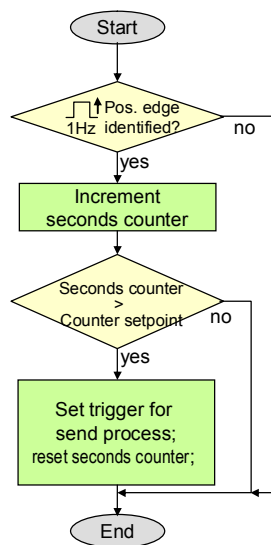 Start
Pos. edge
1Hz identified?
no
yes
Increment
seconds counter
Seconds counter
>
Counter setpoint
no
yes
Set trigger for
send process;
reset seconds counter;
End